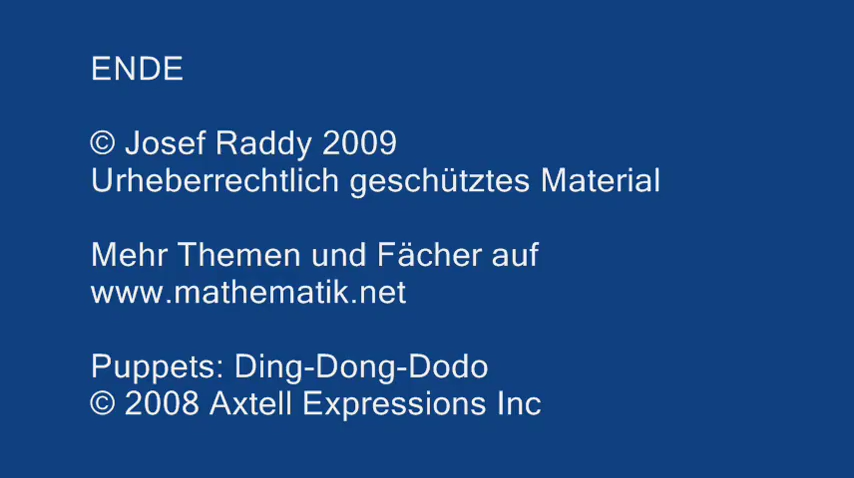 ENDE
© Josef Raddy 2009
Urheberrechtlich geschütztes Material
Mehr Themen und Fächer auf
www.mathematik.net
Puppets: Ding-Dong-Dodo
© 2008 Axtell Expressions Inc